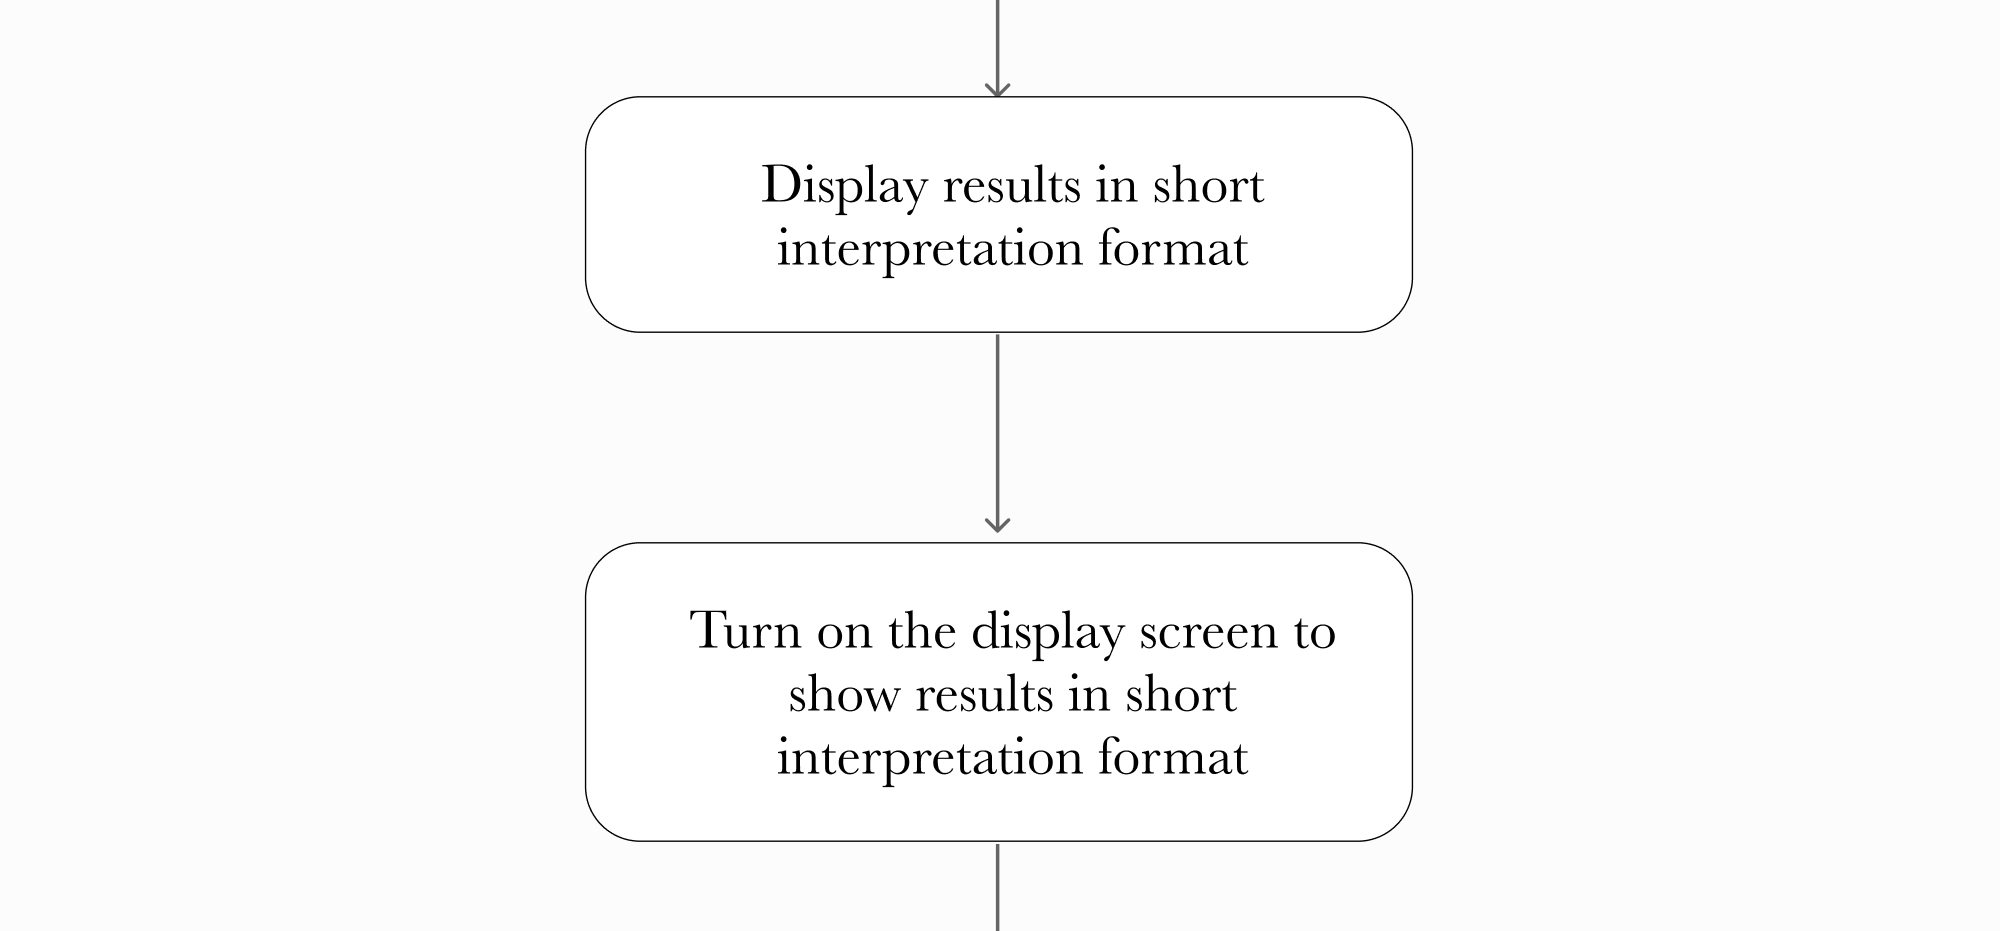 Display results in short
interpretation format
Turn on the display screen to
show results in short
interpretation format